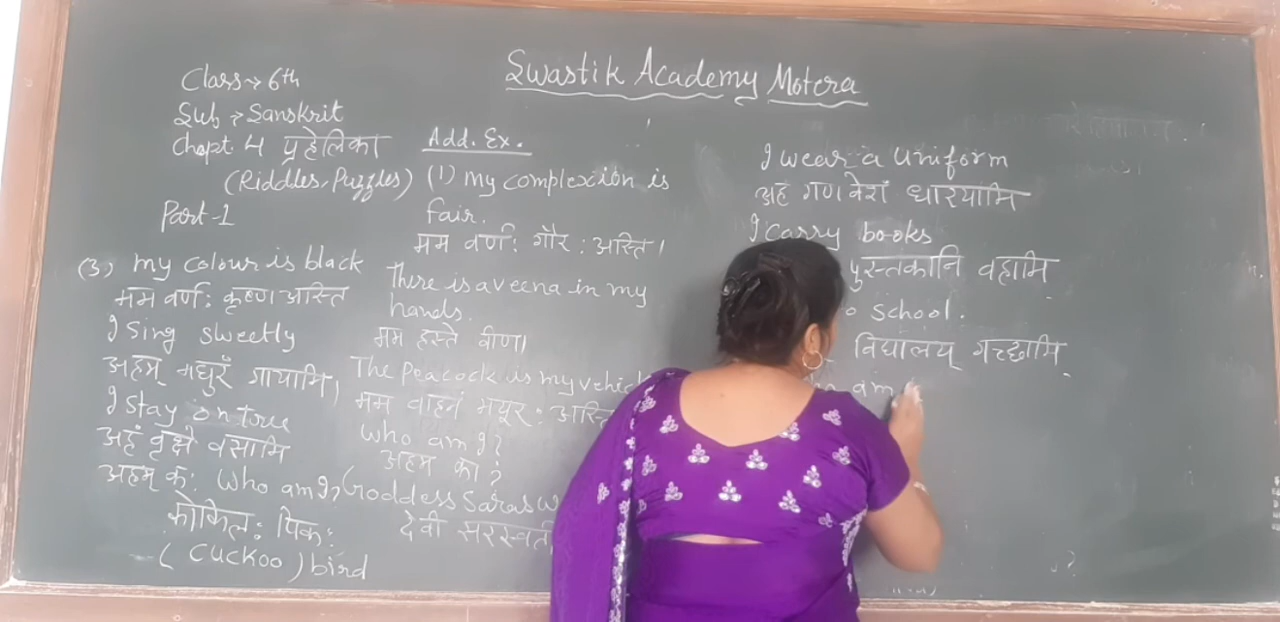 Swastik Academy Motera
Class → 6th
Sub → Sanskrit
Chapt. 4 प्रहेलिका
(Riddles, Puzzles)
Part-1
(3) my colour is black
मम वर्णः कृष्ण अस्ति
I sing sweetly
अहम् मधुरँ गायामि,
I stay on tree
अहं वृक्षे वसामि
अहम् कः Who am I,
कोकिलः पिकः
(Cuckoo) bird
Add. Ex.
(1) my complexion is
fair.
मम वर्णः गौरः अस्ति।
There is a veena in my
hands.
मम हस्ते वीणा
The peacock is my
मम वाहनं मयूरः
Who am I?
अहम् का?
Goddess
देवी सरस्वती
I wear a uniform
अहं धारयामि
I carry books
पुस्तकानि वहामि
school.
विद्यालय् गच्छामि
am